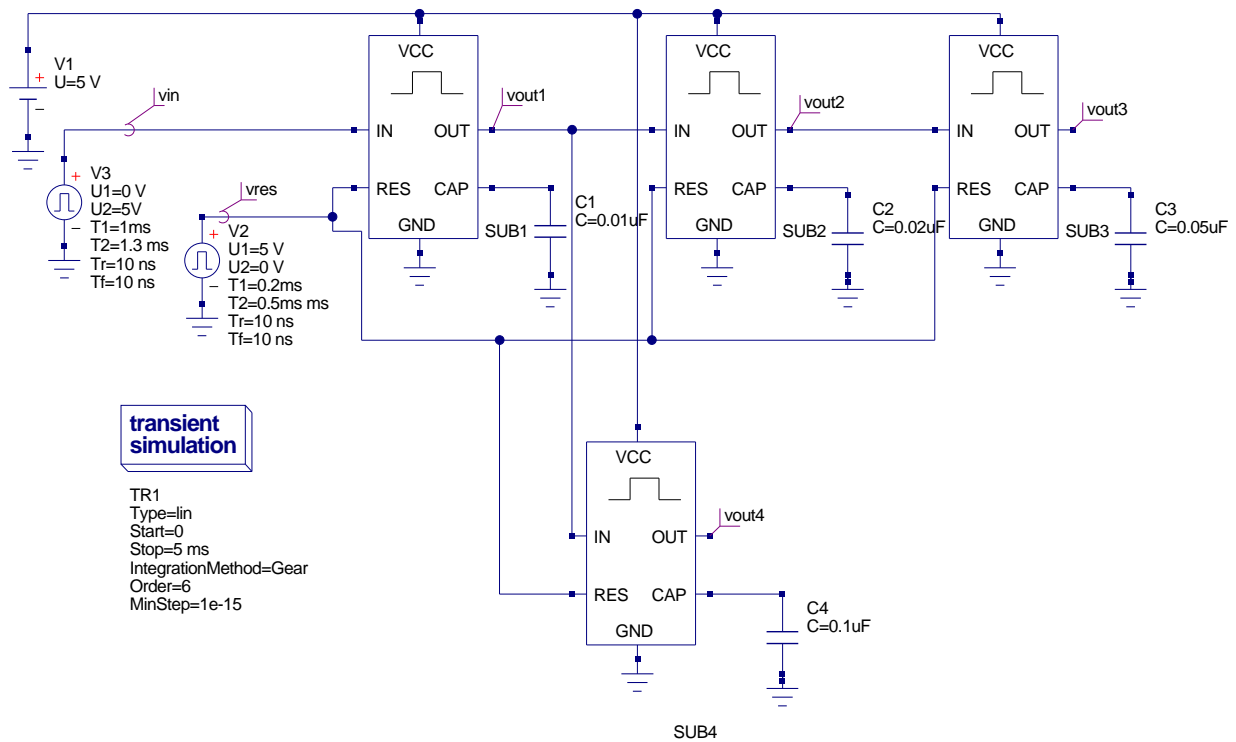 V1
U=5 V
+
−
vin
V3
U1=0 V
U2=5V
T1=1ms
T2=1.3 ms
Tr=10 ns
Tf=10 ns
+
−
vres
V2
U1=5 V
U2=0 V
T1=0.2ms
T2=0.5ms ms
Tr=10 ns
Tf=10 ns
+
−
VCC
IN OUT
RES CAP
GND
SUB1
vout1
C1
C=0.01uF
VCC
IN OUT
RES CAP
GND
SUB2
vout2
C2
C=0.02uF
VCC
IN OUT
RES CAP
GND
SUB3
vout3
C3
C=0.05uF
transient
simulation
TR1
Type=lin
Start=0
Stop=5 ms
IntegrationMethod=Gear
Order=6
MinStep=1e-15
VCC
IN OUT
RES CAP
GND
vout4
C4
C=0.1uF
SUB4